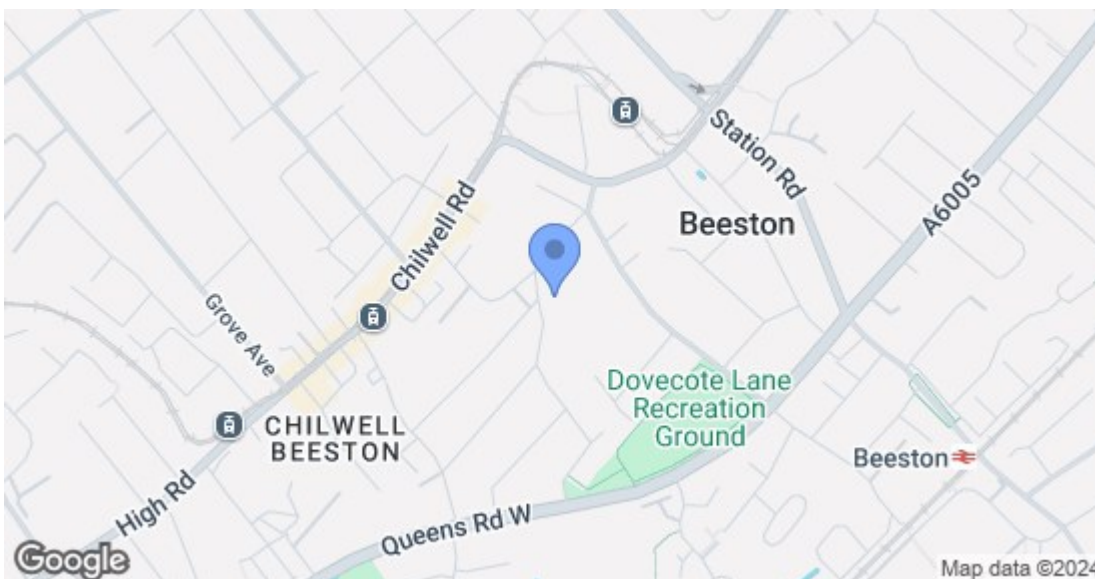 Station Rd
A6005
Beeston
Chilwell Rd
Grove Ave
Dovecote Lane
Recreation
Ground
CHILWELL
BEESTON
Beeston
High Rd
Queens Rd W
Google
Map data ©2024